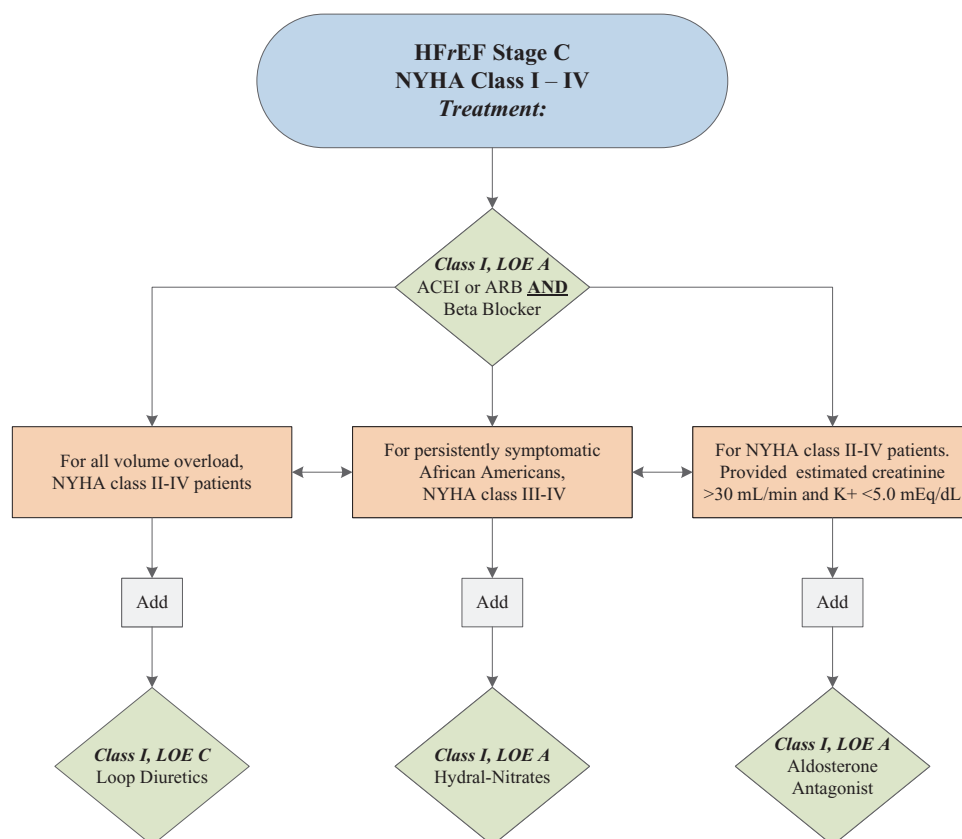 HFrEF Stage C
NYHA Class I – IV
Treatment:
Class I, LOE A
ACEI or ARB AND
Beta Blocker
For all volume overload,
NYHA class II-IV patients
For persistently symptomatic
African Americans,
NYHA class III-IV
For NYHA class II-IV patients.
Provided estimated creatinine
>30 mL/min and K+ <5.0 mEq/dL
Add
Add
Add
Class I, LOE C
Loop Diuretics
Class I, LOE A
Hydral-Nitrates
Class I, LOE A
Aldosterone
Antagonist